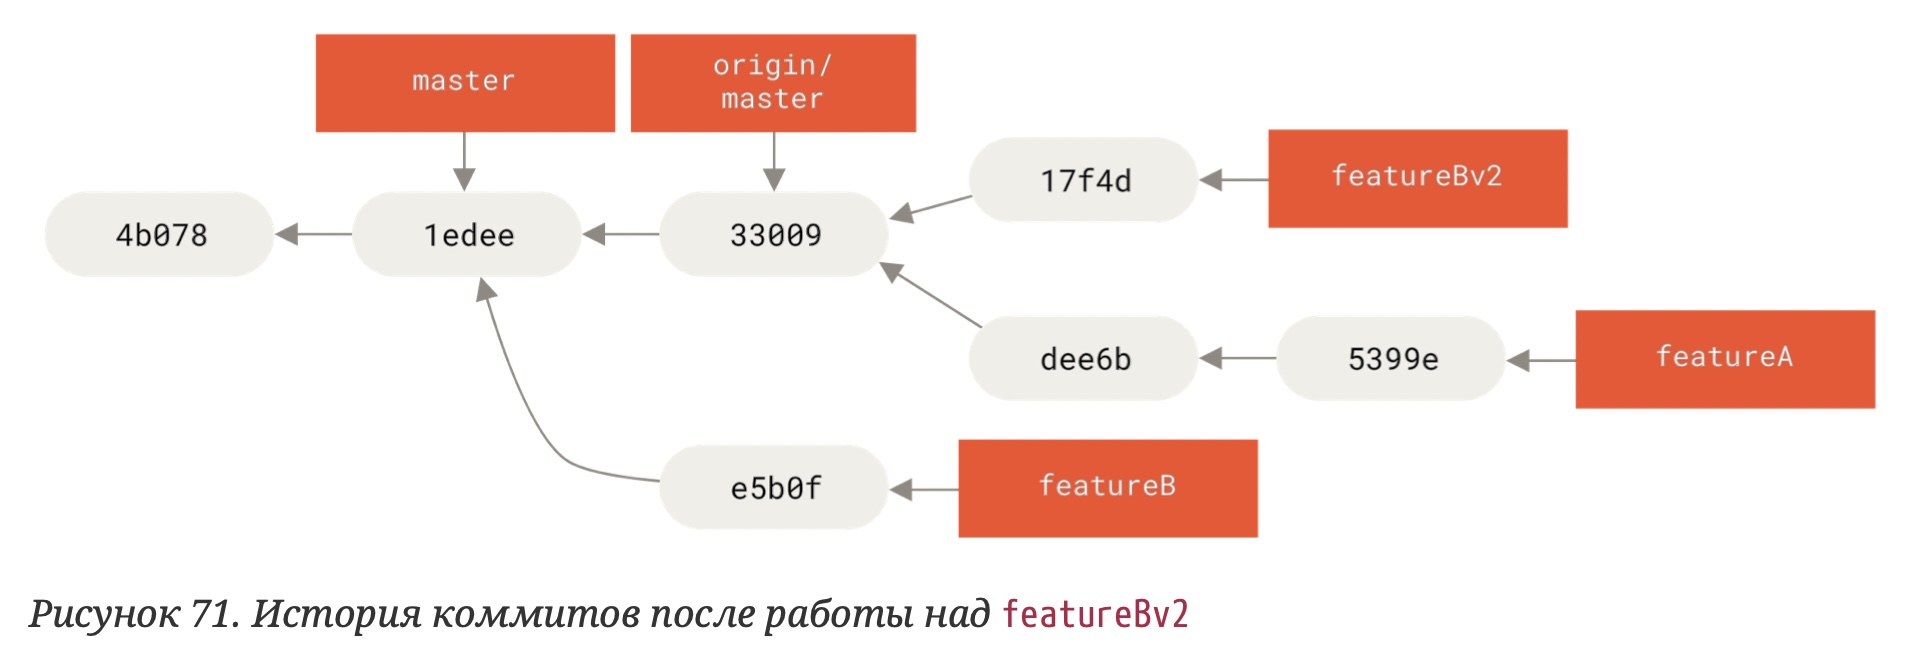 master
origin/
master
17f4d
featureBv2
4b078
1edee
33009
dee6b
5399e
featureA
e5b0f
featureB
Рисунок 71. История коммитов после работы над featureBv2